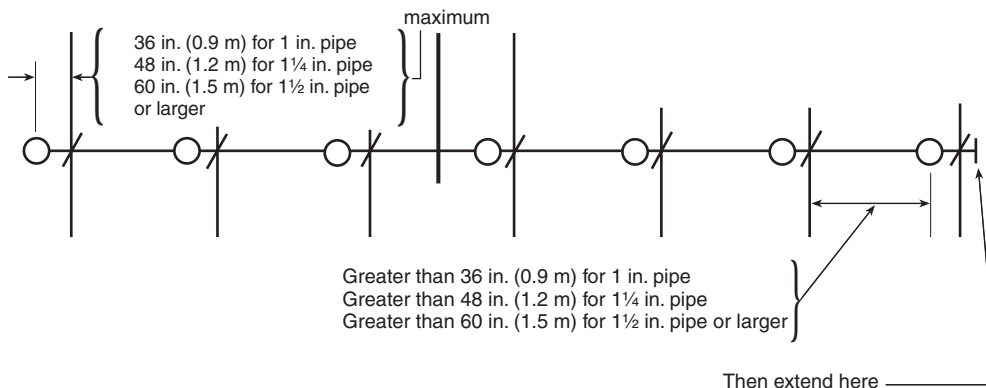 maximum
36 in. (0.9 m) for 1 in. pipe
48 in. (1.2 m) for 1¼ in. pipe
60 in. (1.5 m) for 1½ in. pipe
or larger
Greater than 36 in. (0.9 m) for 1 in. pipe
Greater than 48 in. (1.2 m) for 1¼ in. pipe
Greater than 60 in. (1.5 m) for 1½ in. pipe or larger
Then extend here